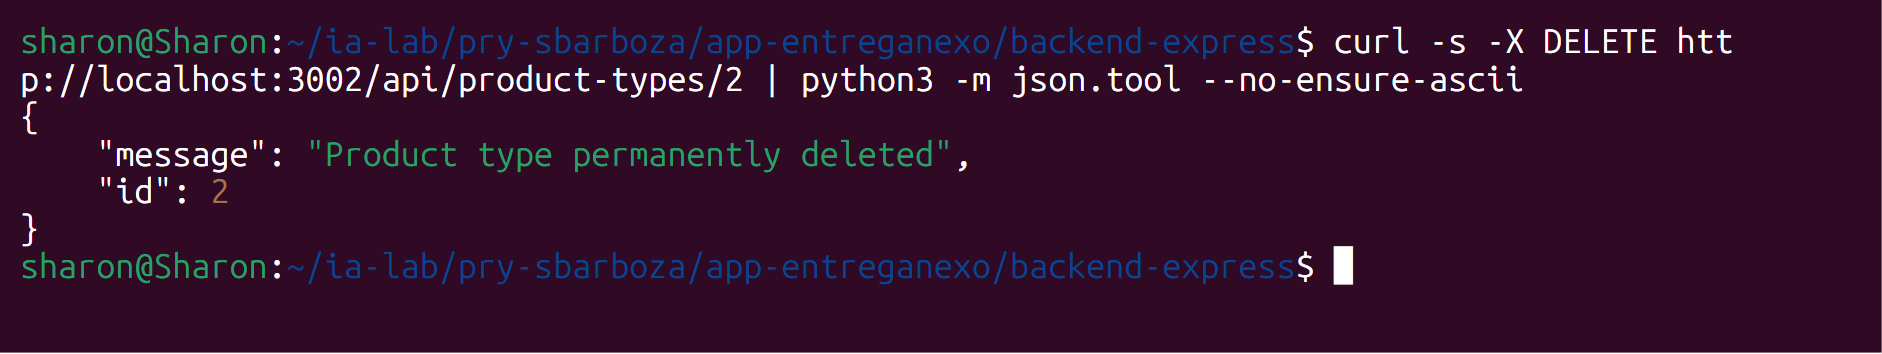 sharon@Sharon:~/ia-lab/pry-sbarboza/app-entreganexo/backend-express$ curl -s -X DELETE htt
p://localhost:3002/api/product-types/2 | python3 -m json.tool --no-ensure-ascii
{
    "message": "Product type permanently deleted",
    "id": 2
}
sharon@Sharon:~/ia-lab/pry-sbarboza/app-entreganexo/backend-express$